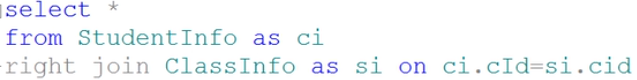 select *
from StudentInfo as ci
right join ClassInfo as si on ci.cId=si.cid